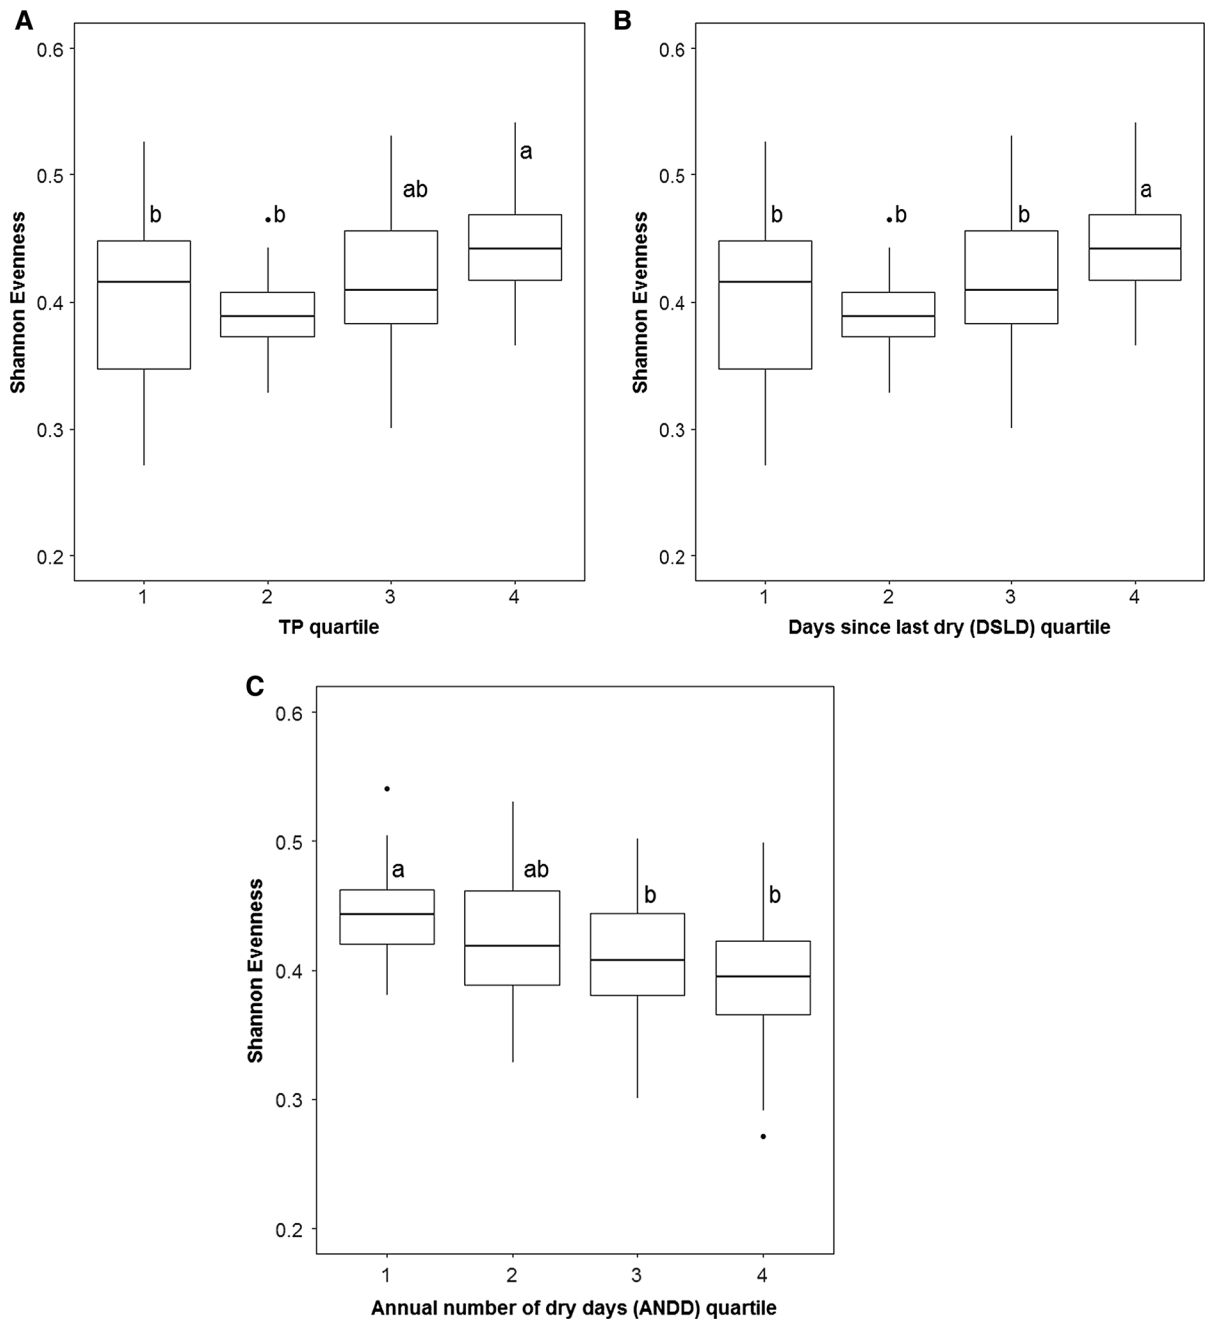 A
B
0.6
0.5
0.4
0.3
0.2
Shannon Evenness
b
b
ab
a
1 2 3 4
TP quartile
0.6
0.5
0.4
0.3
0.2
Shannon Evenness
b
b
b
a
1 2 3 4
Days since last dry (DSLD) quartile
C
0.6
0.5
0.4
0.3
0.2
Shannon Evenness
a
ab
b
b
1 2 3 4
Annual number of dry days (ANDD) quartile